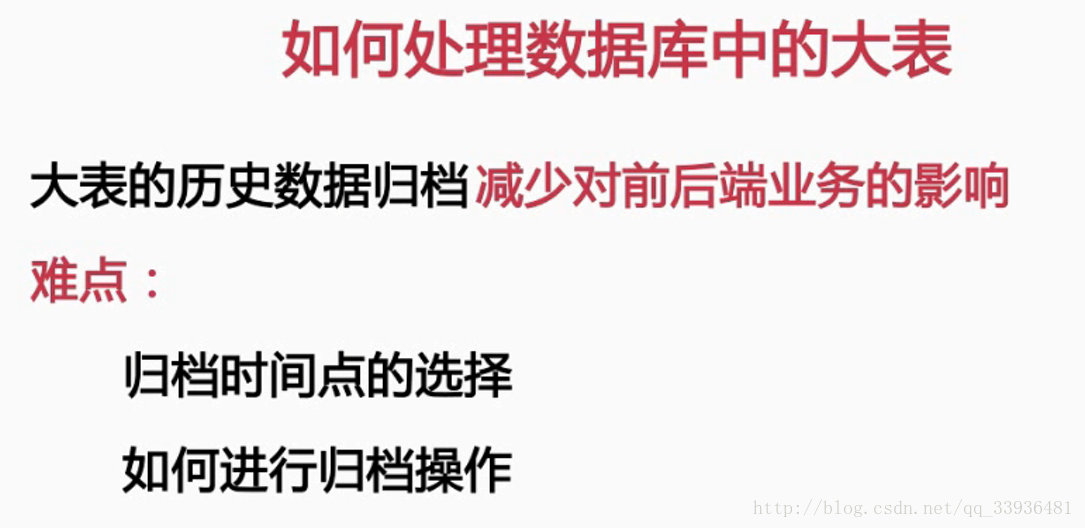 如何处理数据库中的大表
大表的历史数据归档减少对前后端业务的影响
难点：
归档时间点的选择
如何进行归档操作
http://blog.csdn.net/qq_33936481